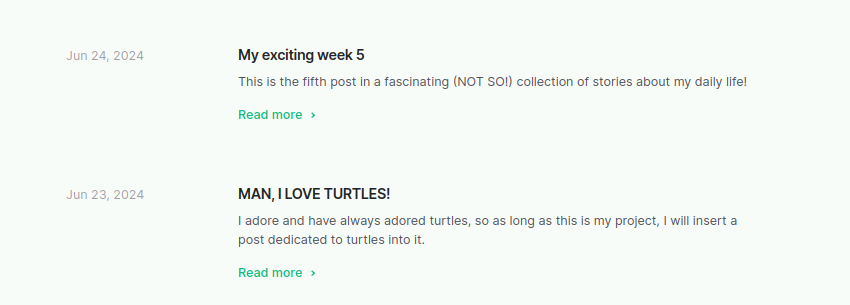 Jun 24, 2024
My exciting week 5
This is the fifth post in a fascinating (NOT SO!) collection of stories about my daily life!
Read more ›
Jun 23, 2024
MAN, I LOVE TURTLES!
I adore and have always adored turtles, so as long as this is my project, I will insert a
post dedicated to turtles into it.
Read more ›